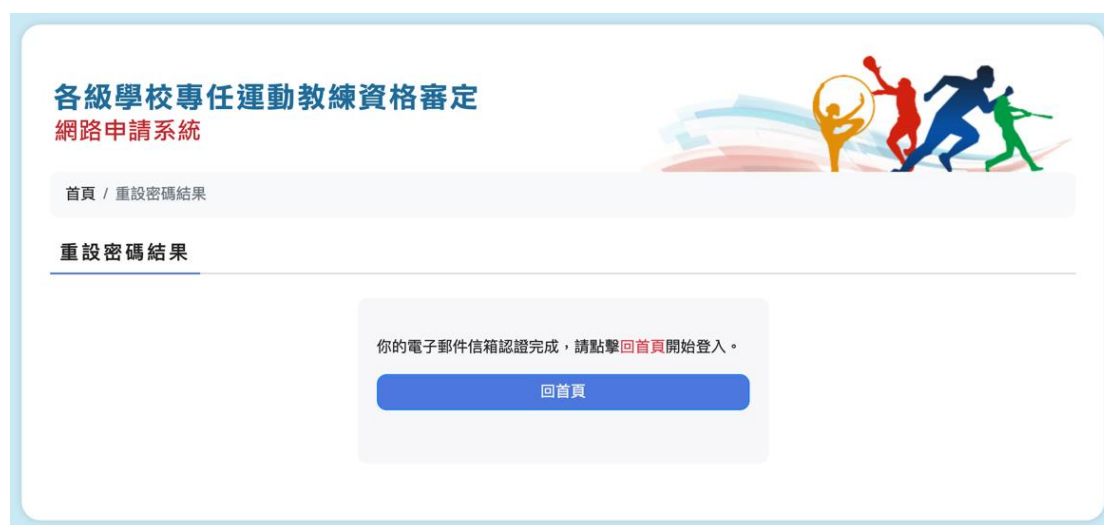 各級學校專任運動教練資格審定
網路申請系統
首頁 / 重設密碼結果
重設密碼結果
你的電子郵件信箱認證完成，請點擊回首頁開始登入。
回首頁